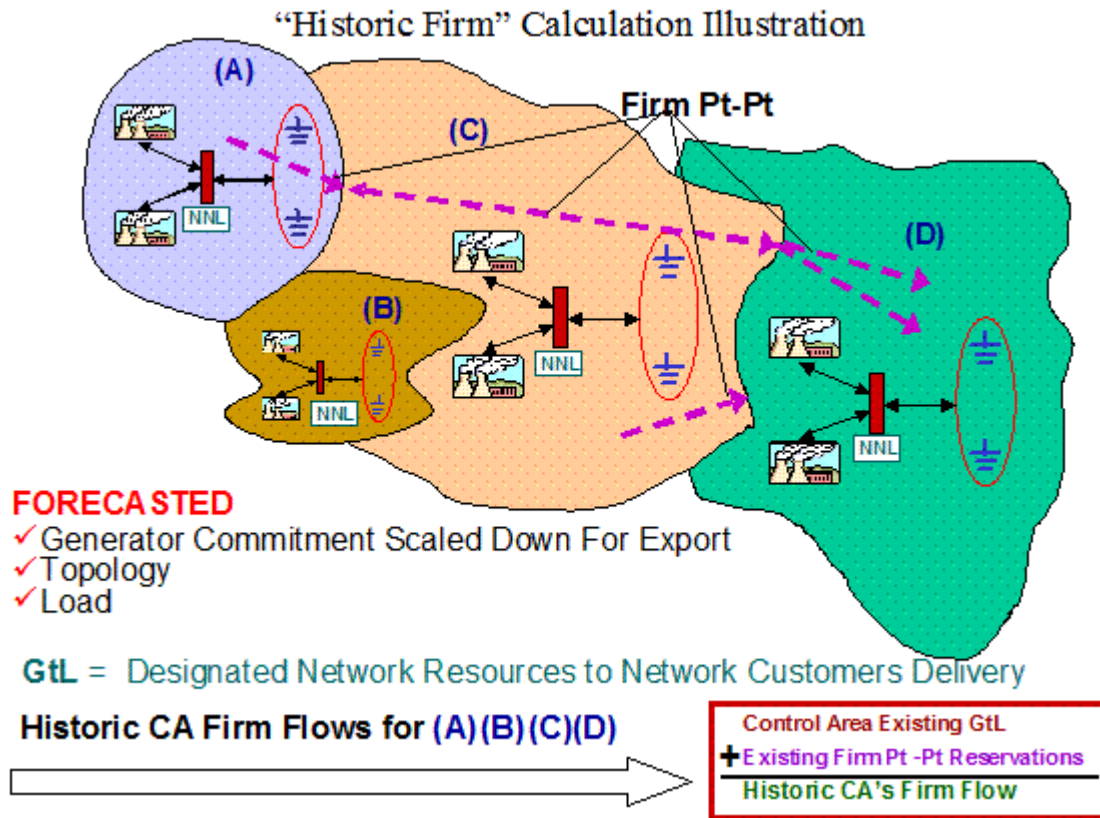 “Historic Firm” Calculation Illustration
(A)
(C)
Firm Pt-Pt
(D)
NNL
(B)
NNL
NNL
NNL
FORECASTED
✓ Generator Commitment Scaled Down For Export
✓ Topology
✓ Load
GtL = Designated Network Resources to Network Customers Delivery
Historic CA Firm Flows for (A)(B)(C)(D)
Control Area Existing GtL
+Existing Firm Pt -Pt Reservations
Historic CA's Firm Flow